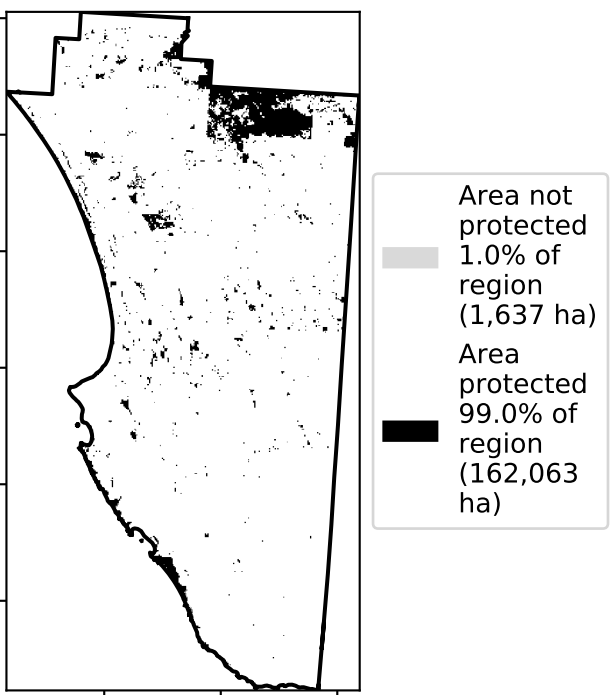 Area not
protected
1.0% of
region
(1,637 ha)
Area
protected
99.0% of
region
(162,063
ha)